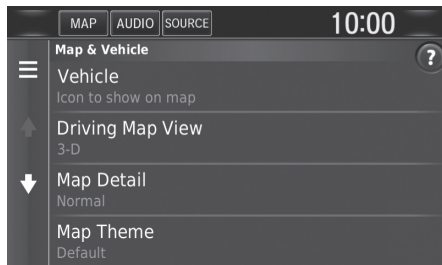 MAP AUDIO SOURCE 10:00
Map & Vehicle
?
Vehicle
Icon to show on map
Driving Map View
3-D
Map Detail
Normal
Map Theme
Default